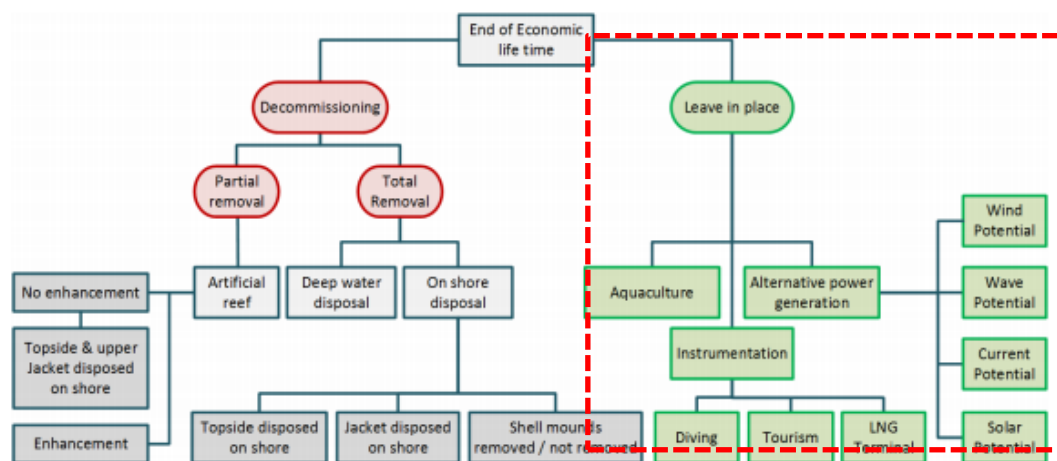 End of Economic
life time
Decommissioning
Leave in place
Partial
removal
Total
Removal
Wind
Potential
No enhancement
Artificial
reef
Deep water
disposal
On shore
disposal
Aquaculture
Alternative power
generation
Wave
Potential
Topside & upper
Jacket disposed
on shore
Instrumentation
Current
Potential
Enhancement
Topside disposed
on shore
Jacket disposed
on shore
Shell mounds
removed / not removed
Diving
Tourism
LNG
Terminal
Solar
Potential